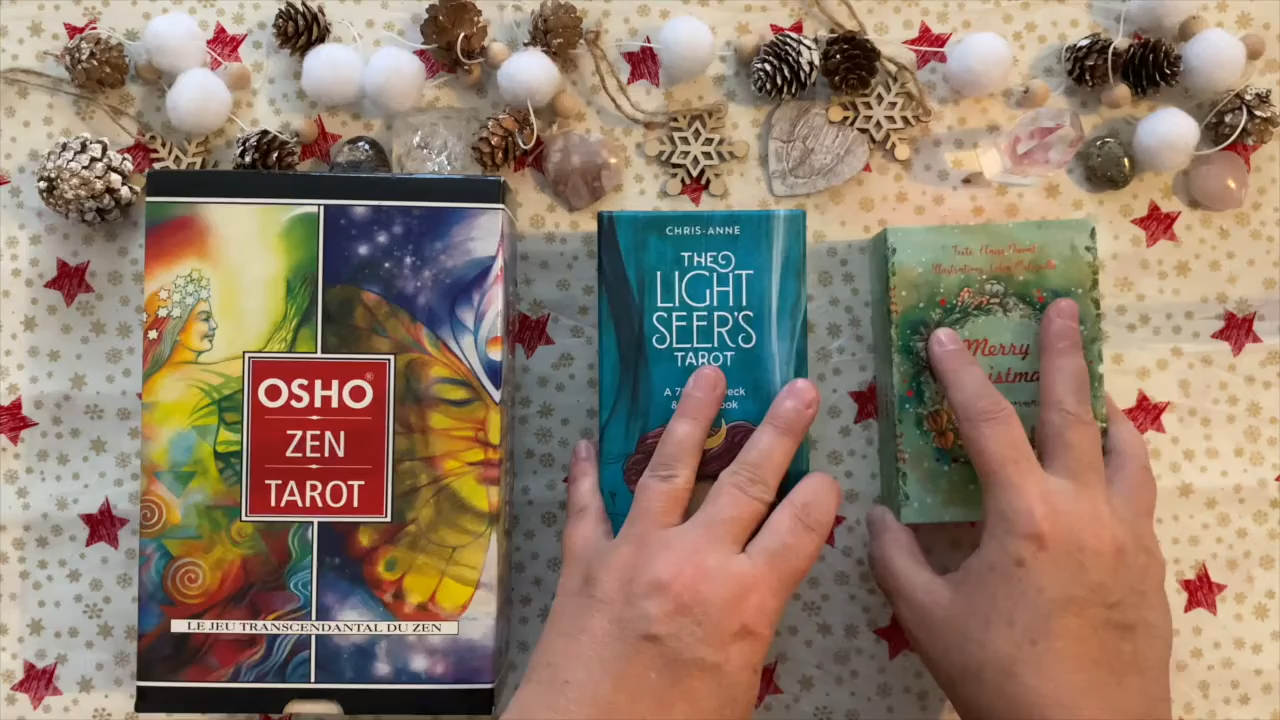 OSHO®
ZEN
TAROT
LE JEU TRANSCENDANTAL DU ZEN
CHRIS-ANNE
THE
LIGHT
SEER'S
TAROT
A
&
Merry